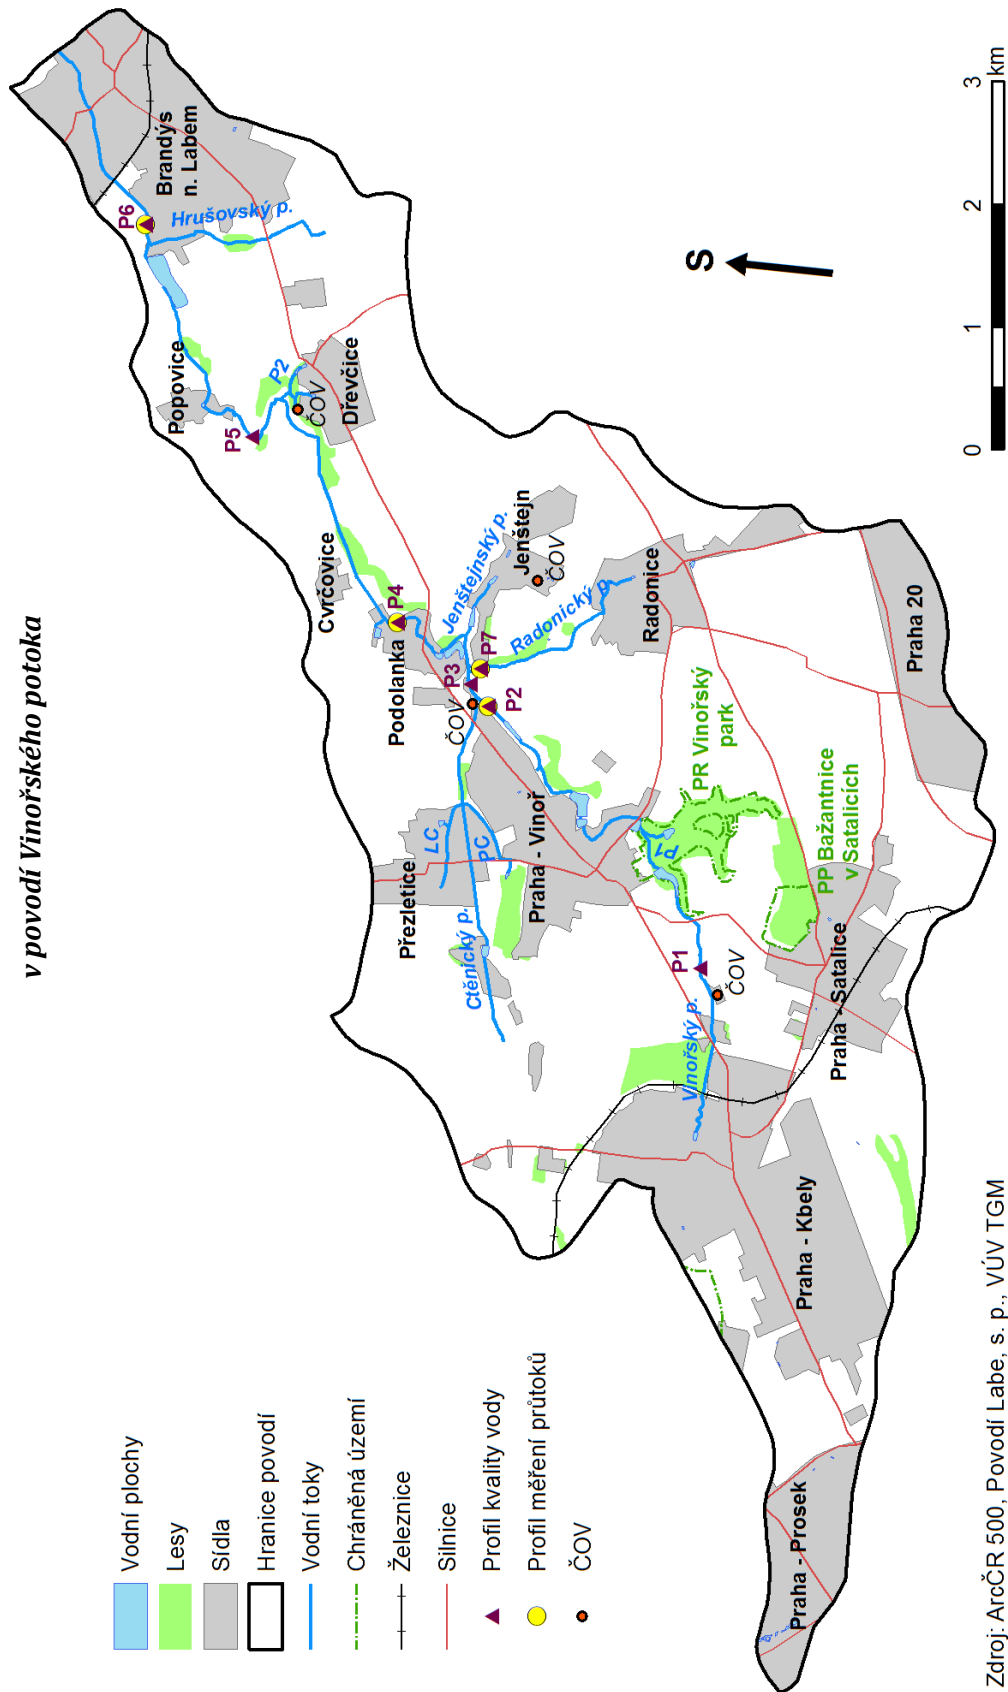 v povodí Vinořského potoka
Vodní plochy
Lesy
Sídla
Hranice povodí
Vodní toky
Chráněná území
Železnice
Silnice
Profil kvality vody
Profil měření průtoků
ČOV
Brandýs
n. Labem
P6
Hrušovský p.
Popovice
P5
P2
ČOV
Dřevčice
Cvrčovice
P4
Podolanka
Jenštejnský p.
Jenštejn
ČOV
P3
P7
Radonický p.
Radonice
ČOV
P2
Přezletice
LC
PC
Ctěnický p.
Praha - Vinoř
PR Vinořský
park
P1
PP Bažantnice
v Satalicích
Praha 20
P1
ČOV
Vinořský p.
Praha - Satalice
Praha - Kbely
Praha - Prosek
S
0 1 2 3
km
Zdroj: ArcČR 500, Povodí Labe, s. p., VÚV TGM